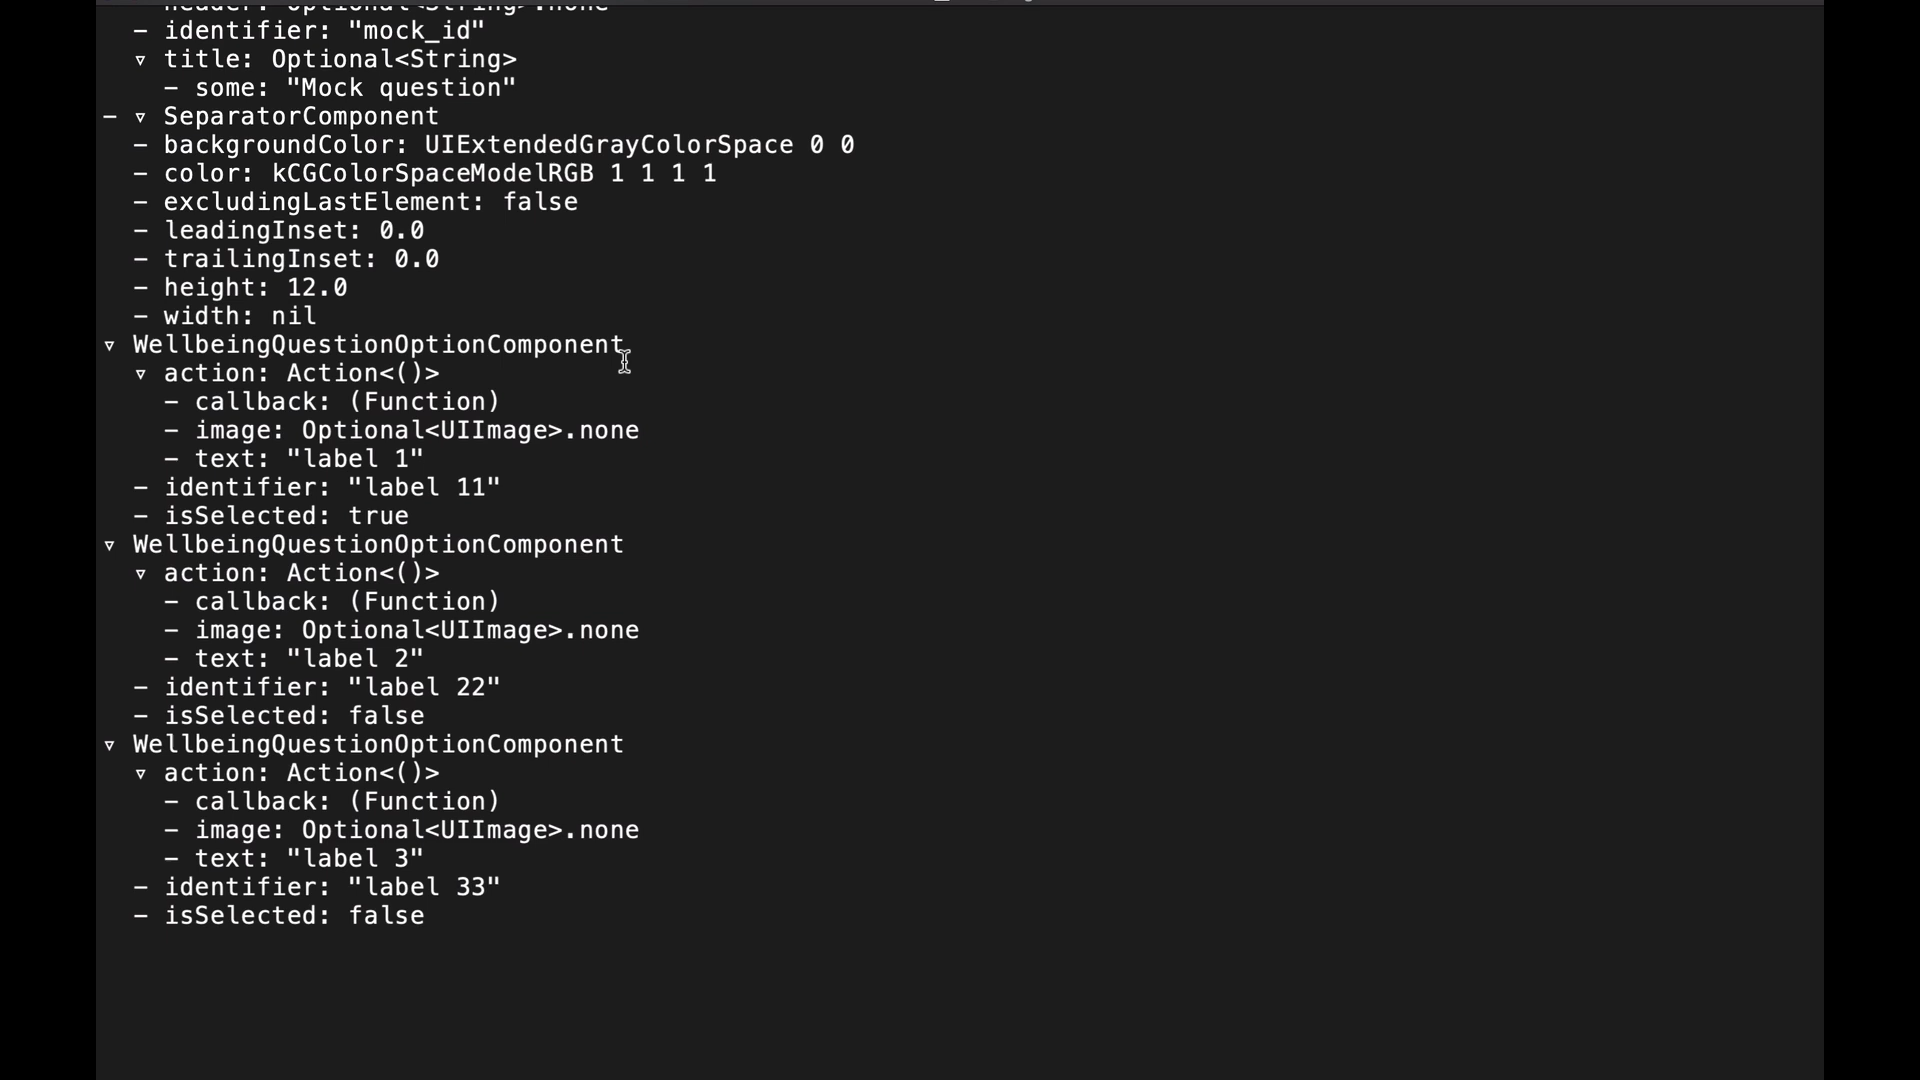 header: Optional<String>.none
– identifier: "mock_id"
▿ title: Optional<String>
– some: "Mock question"
– ▿ SeparatorComponent
– backgroundColor: UIExtendedGrayColorSpace 0 0
– color: kCGColorSpaceModelRGB 1 1 1 1
– excludingLastElement: false
– leadingInset: 0.0
– trailingInset: 0.0
– height: 12.0
– width: nil
▿ WellbeingQuestionOptionComponent
▿ action: Action<()>
– callback: (Function)
– image: Optional<UIImage>.none
– text: "label 1"
– identifier: "label 11"
– isSelected: true
▿ WellbeingQuestionOptionComponent
▿ action: Action<()>
– callback: (Function)
– image: Optional<UIImage>.none
– text: "label 2"
– identifier: "label 22"
– isSelected: false
▿ WellbeingQuestionOptionComponent
▿ action: Action<()>
– callback: (Function)
– image: Optional<UIImage>.none
– text: "label 3"
– identifier: "label 33"
– isSelected: false